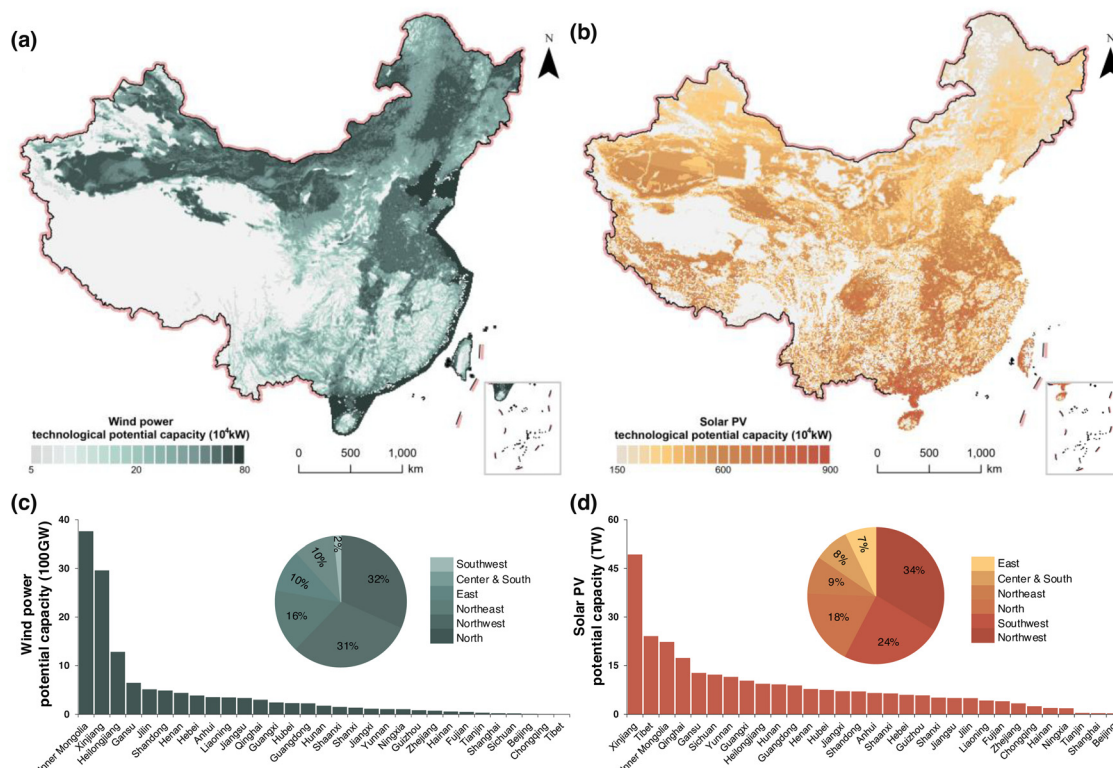 (a)
N
Wind power
technological potential capacity (10⁴kW)
5 20 80
0 500 1,000
km
(b)
N
Solar PV
technological potential capacity (10⁴kW)
150 600 900
0 500 1,000
km
(c)
Wind power
potential capacity (100GW)
40
30
20
10
0
2%
10%
10%
16%
31%
32%
Southwest
Center & South
East
Northeast
Northwest
North
Inner Mongolia
Xinjiang
Heilongjiang
Gansu
Jilin
Shandong
Henan
Hebei
Liaoning
Jiangsu
Qinghai
Guangxi
Hubei
Guangdong
Hunan
Shaanxi
Shanxi
Jiangxi
Yunnan
Ningxia
Guizhou
Zhejiang
Hainan
Fujian
Tianjin
Shanghai
Sichuan
Beijing
Chongqing
Tibet
(d)
Solar PV
potential capacity (TW)
60
45
30
15
0
7%
8%
9%
18%
24%
34%
East
Center & South
Northeast
North
Southwest
Northwest
Xinjiang
Tibet
Inner Mongolia
Qinghai
Gansu
Sichuan
Yunnan
Guangxi
Heilongjiang
Hunan
Guangdong
Henan
Hubei
Jiangxi
Shandong
Anhui
Shaanxi
Hebei
Guizhou
Shanxi
Jiangsu
Jilin
Liaoning
Fujian
Zhejiang
Chongqing
Hainan
Ningxia
Tianjin
Shanghai
Beijing